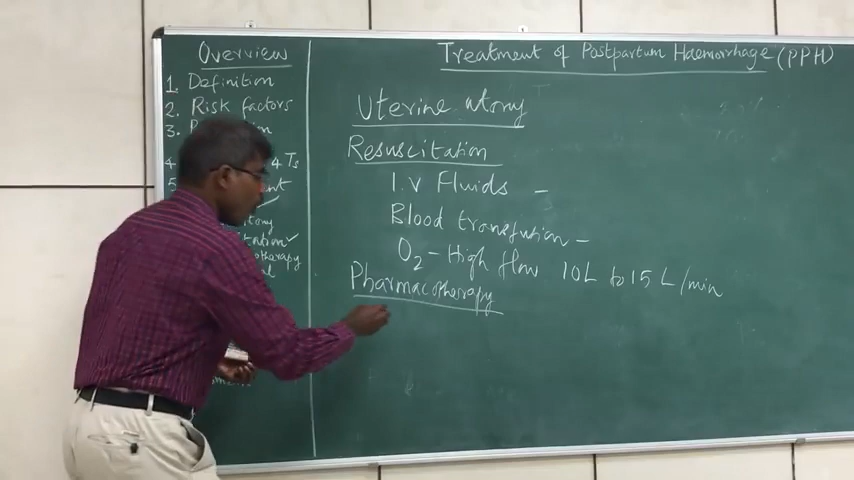 Overview
1. Definition
2. Risk factors
3.
4 4 Ts
5
Treatment of Postpartum Haemorrhage (PPH)
Uterine atony
Resuscitation
I.V Fluids –
Blood transfusion –
O2 – High flow 10L to 15 L/min
Pharmacotherapy